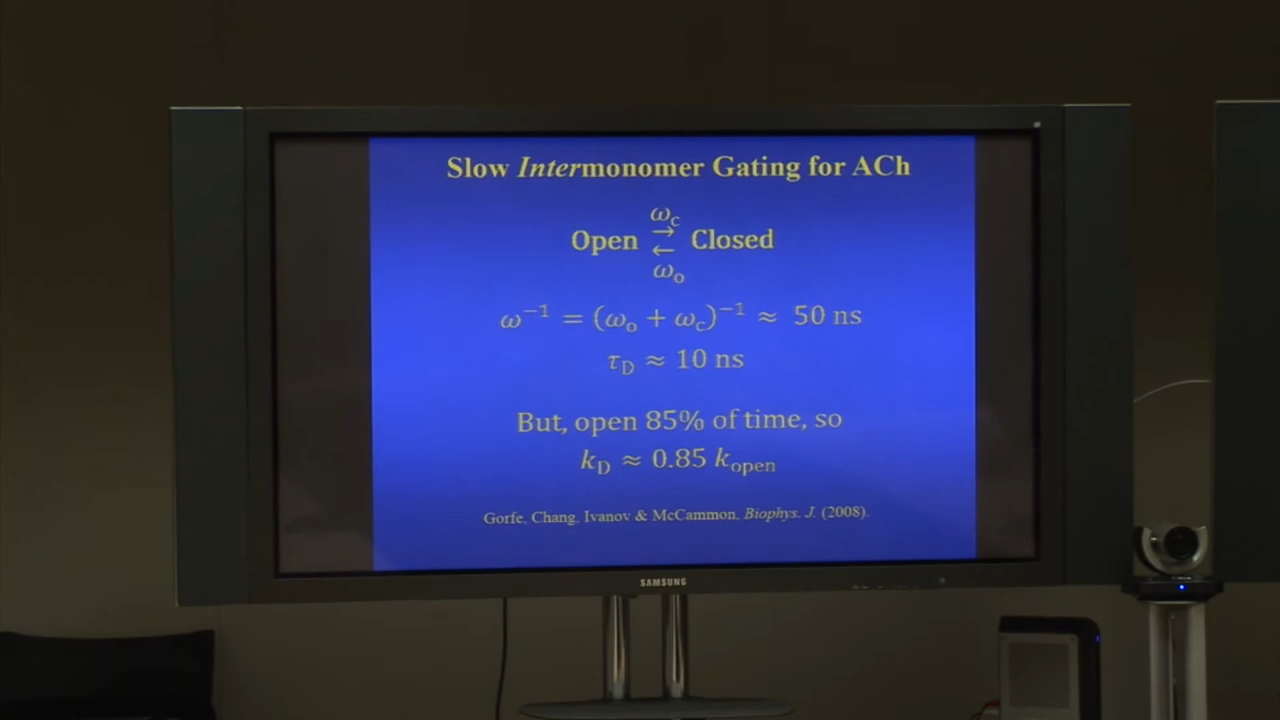 Slow Intermonomer Gating for ACh
ω_c
Open ⇄ Closed
ω_o
ω⁻¹ = (ω_o + ω_c)⁻¹ ≈ 50 ns
τ_D ≈ 10 ns
But, open 85% of time, so
k_D ≈ 0.85 k_open
Gorfe, Chang, Ivanov & McCammon, Biophys. J. (2008).
SAMSUNG